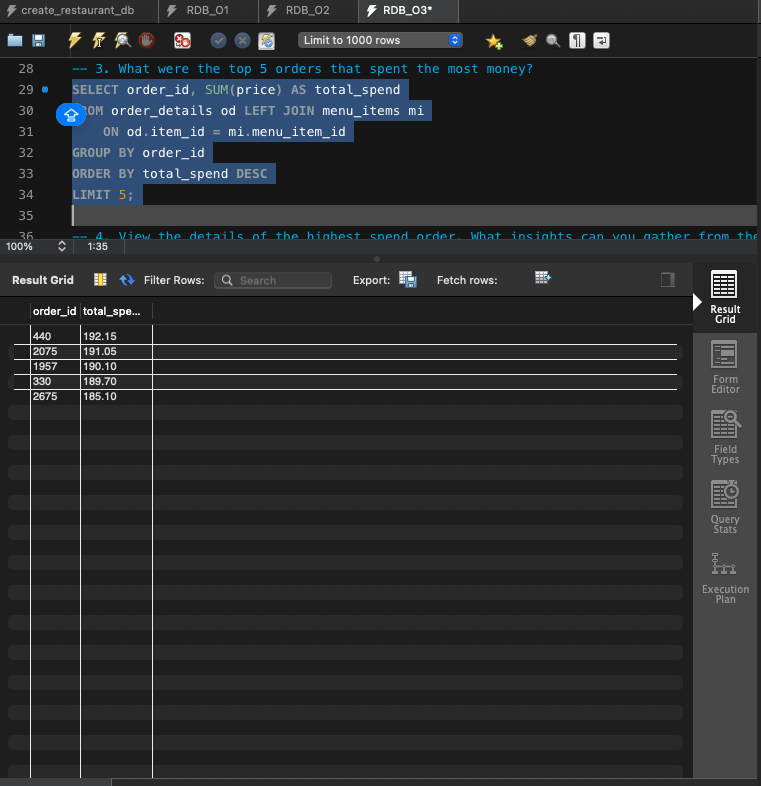 create_restaurant_db RDB_O1 RDB_O2 RDB_O3*
Limit to 1000 rows
28 -- 3. What were the top 5 orders that spent the most money?
29 SELECT order_id, SUM(price) AS total_spend
30 OM order_details od LEFT JOIN menu_items mi
31 ON od.item_id = mi.menu_item_id
32 GROUP BY order_id
33 ORDER BY total_spend DESC
34 LIMIT 5;
35
36 -- 4. View the details of the highest spend order. What insights can you gather from the
100% 1:35
Result Grid Filter Rows: Search Export: Fetch rows:
order_id total_spe...
440 192.15
2075 191.05
1957 190.10
330 189.70
2675 185.10
Result
Grid
Form
Editor
Field
Types
Query
Stats
Execution
Plan